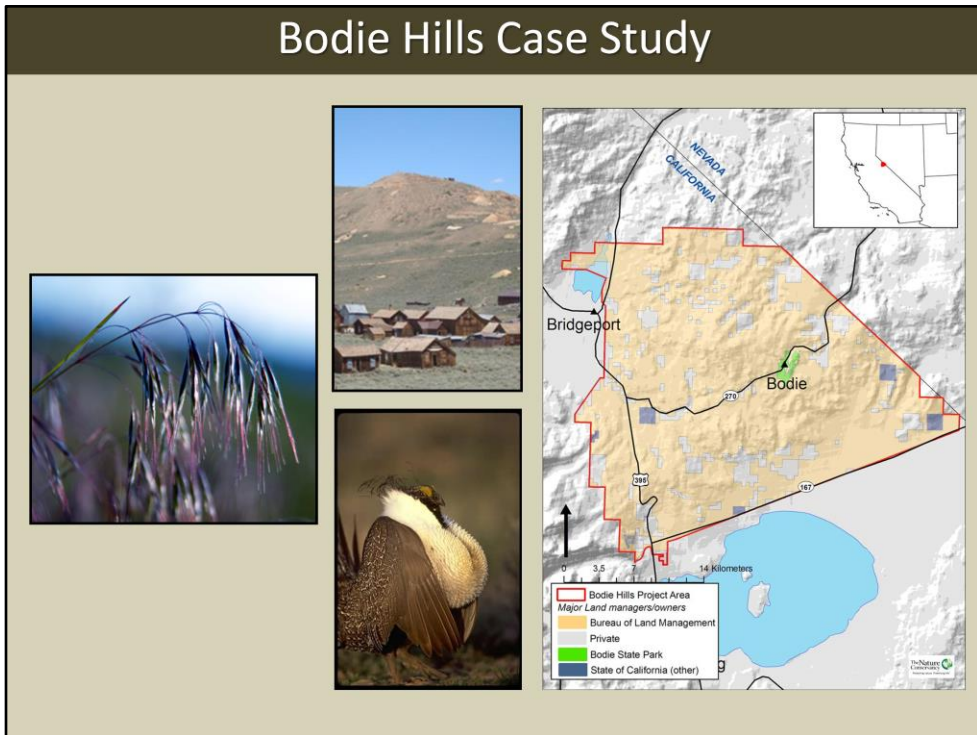 Bodie Hills Case Study
NEVADA
CALIFORNIA
Bridgeport
Bodie
270
395
167
0 3.5 7 14 Kilometers
Bodie Hills Project Area
Major Land managers/owners
Bureau of Land Management
Private
Bodie State Park
State of California (other)
g
The Nature
Conservancy